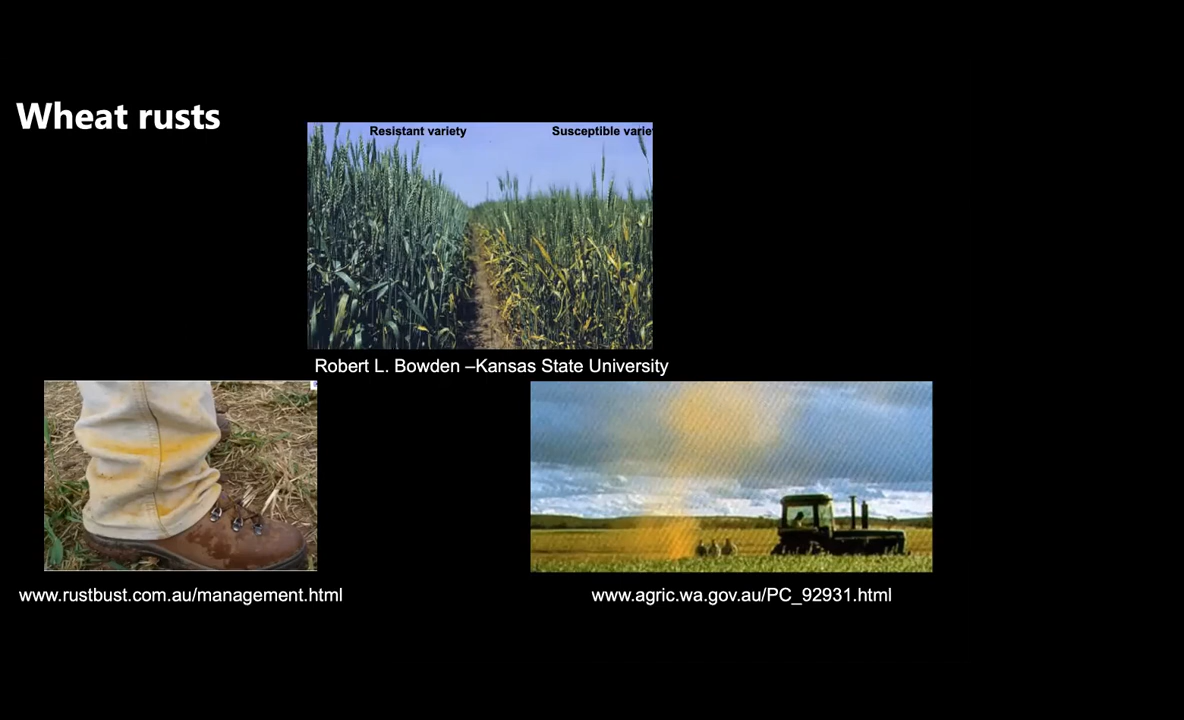 Wheat rusts
Resistant variety
Susceptible varie
Robert L. Bowden –Kansas State University
www.rustbust.com.au/management.html
www.agric.wa.gov.au/PC_92931.html